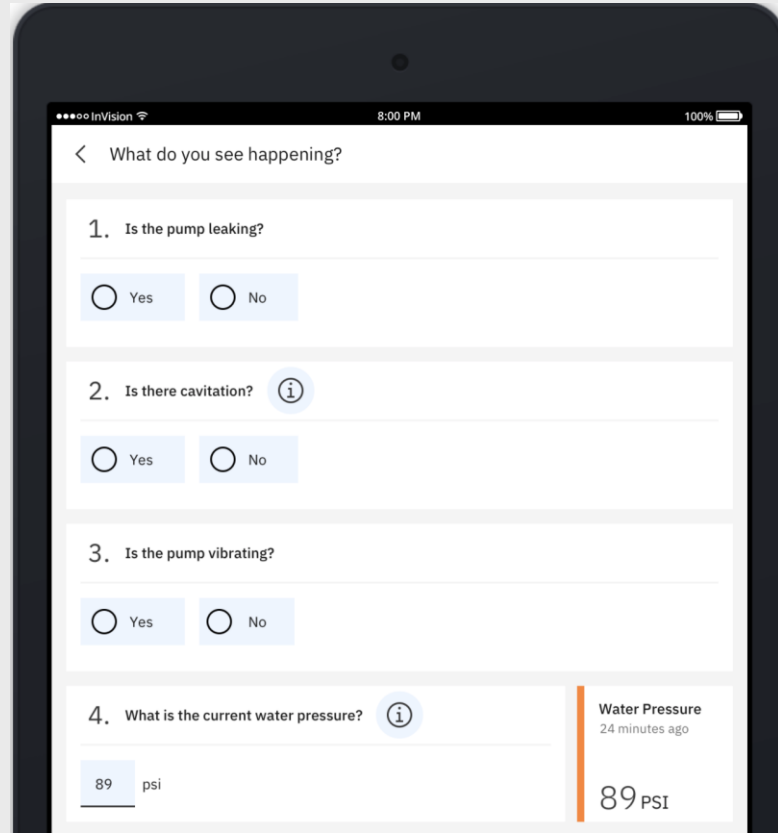 InVision 8:00 PM 100%
What do you see happening?
1. Is the pump leaking?
Yes No
2. Is there cavitation? i
Yes No
3. Is the pump vibrating?
Yes No
4. What is the current water pressure? i
89 psi
Water Pressure
24 minutes ago
89 PSI